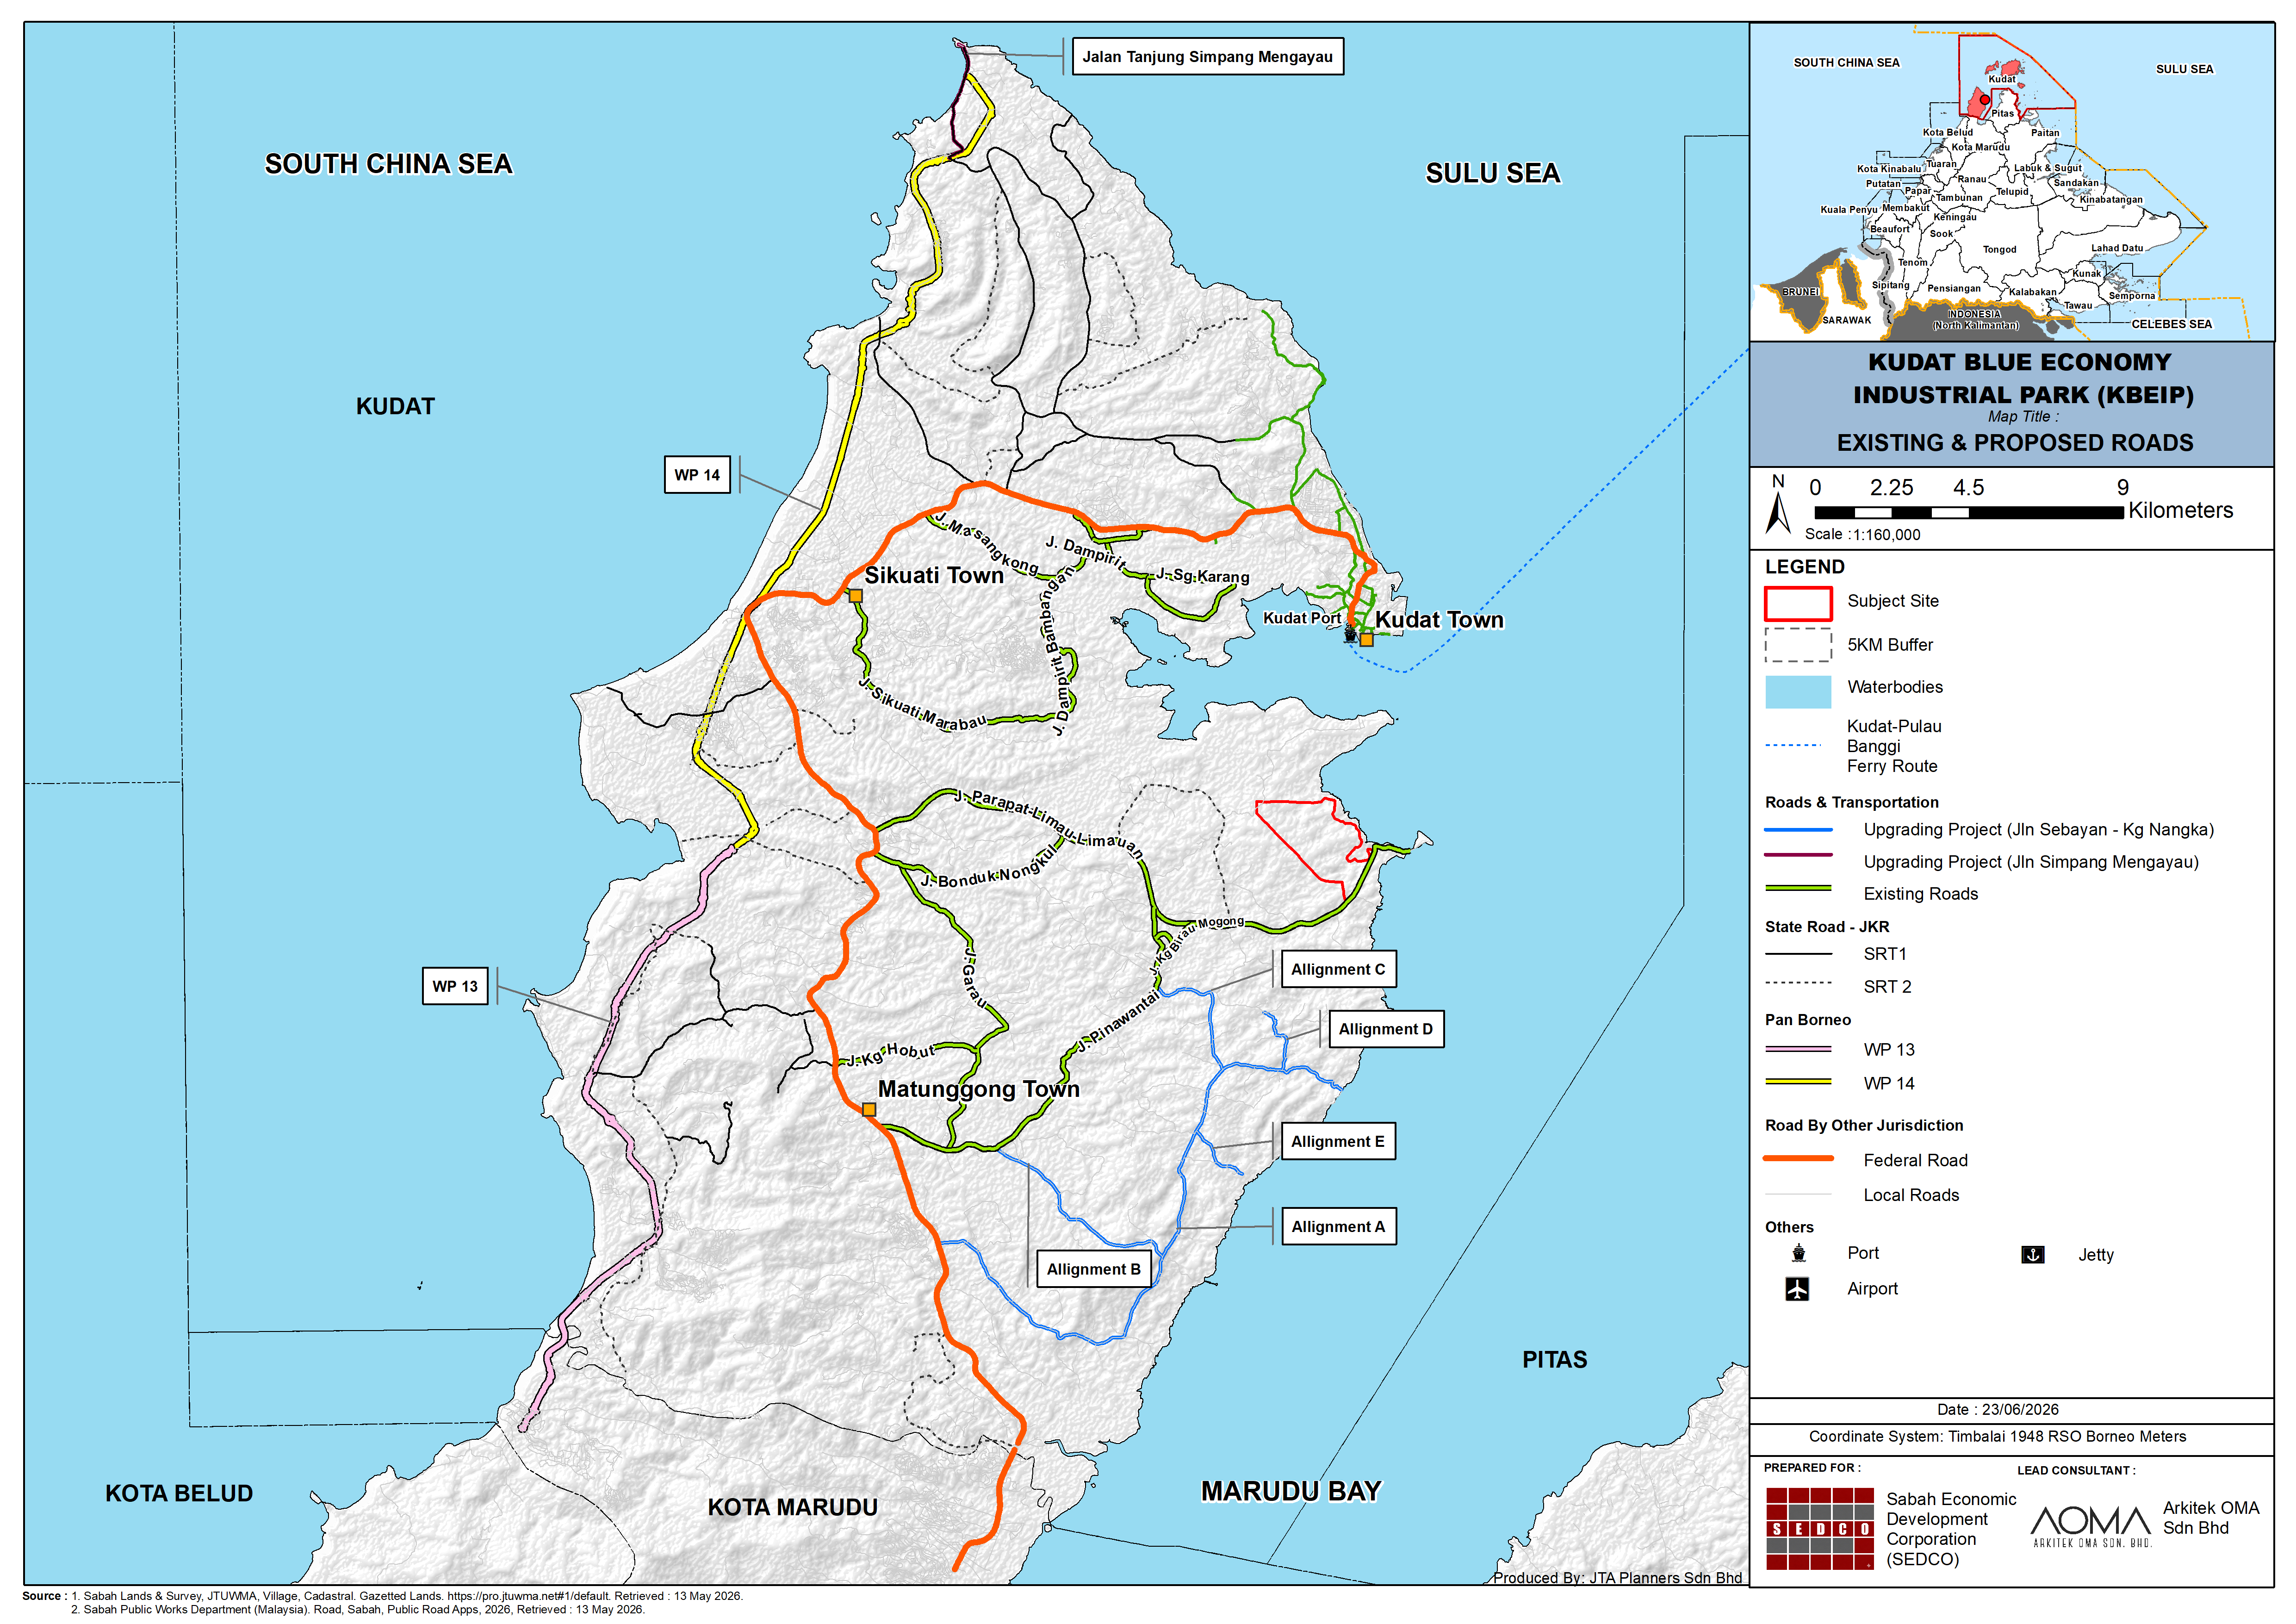 Jalan Tanjung Simpang Mengayau
SOUTH CHINA SEA
SULU SEA
KUDAT
WP 14
J. Masangkong
J. Dampirit
J. Sg Karang
Sikuati Town
J. Dampirit Bambangan
Kudat Port
Kudat Town
J. Sikuati Marabau
J. Parapat-Limau-Limauan
J. Bonduk Nongkul
J. Kg Birau Mogong
J. Garau
Allignment C
WP 13
J. Pinawantai
Allignment D
J. Kg Hobut
Matunggong Town
Allignment E
Allignment A
Allignment B
PITAS
KOTA BELUD
KOTA MARUDU
MARUDU BAY
Produced By: JTA Planners Sdn Bhd
SOUTH CHINA SEA
SULU SEA
Kudat
Pitas
Kota Belud
Paitan
Kota Marudu
Tuaran
Kota Kinabalu
Labuk & Sugut
Ranau
Putatan
Sandakan
Papar
Telupid
Tambunan
Kinabatangan
Kuala Penyu
Membakut
Keningau
Beaufort
Sook
Tongod
Lahad Datu
Tenom
Kunak
Sipitang
Pensiangan
Kalabakan
Semporna
BRUNEI
Tawau
SARAWAK
INDONESIA
(North Kalimantan)
CELEBES SEA
KUDAT BLUE ECONOMY
INDUSTRIAL PARK (KBEIP)
Map Title :
EXISTING & PROPOSED ROADS
N
0 2.25 4.5 9
Kilometers
Scale : 1:160,000
LEGEND
Subject Site
5KM Buffer
Waterbodies
Kudat-Pulau
Banggi
Ferry Route
Roads & Transportation
Upgrading Project (Jln Sebayan - Kg Nangka)
Upgrading Project (Jln Simpang Mengayau)
Existing Roads
State Road - JKR
SRT1
SRT 2
Pan Borneo
WP 13
WP 14
Road By Other Jurisdiction
Federal Road
Local Roads
Others
Port
Jetty
Airport
Date : 23/06/2026
Coordinate System: Timbalai 1948 RSO Borneo Meters
PREPARED FOR :
SEDCO
Sabah Economic
Development
Corporation
(SEDCO)
LEAD CONSULTANT :
AOMA
ARKITEK OMA SDN. BHD.
Arkitek OMA
Sdn Bhd
Source : 1. Sabah Lands & Survey, JTUWMA, Village, Cadastral. Gazetted Lands. https://pro.jtuwma.net#1/default. Retrieved : 13 May 2026.
2. Sabah Public Works Department (Malaysia). Road, Sabah, Public Road Apps, 2026, Retrieved : 13 May 2026.